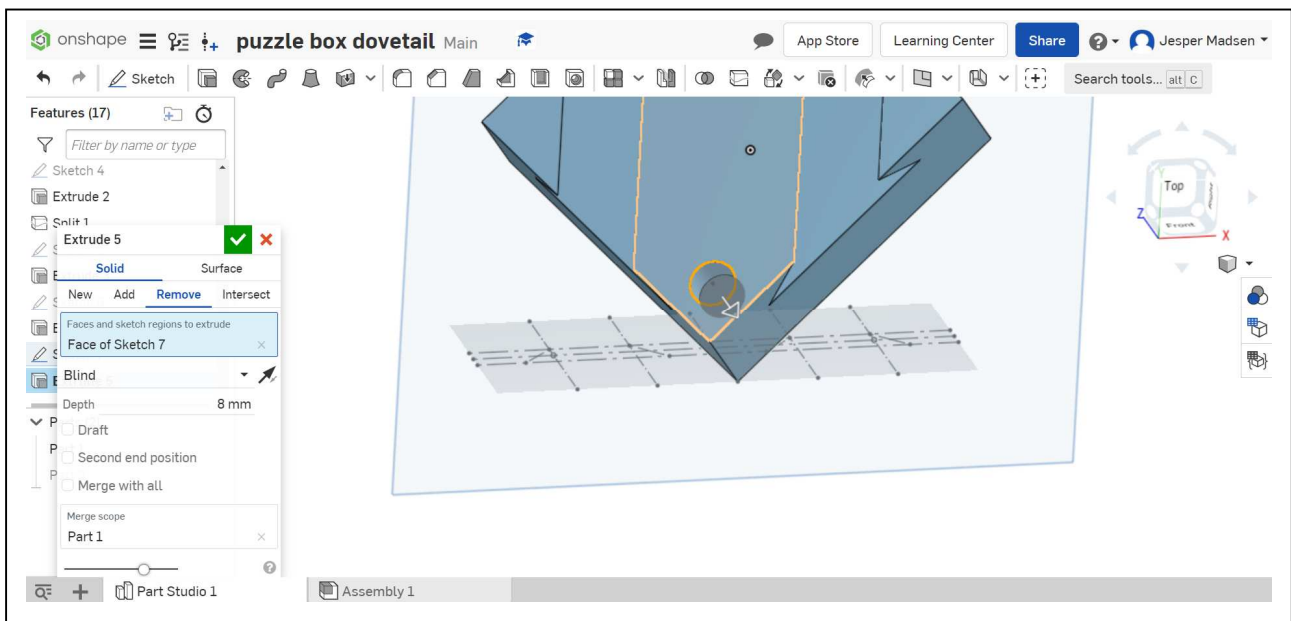 onshape puzzle box dovetail Main App Store Learning Center Share Jesper Madsen
Sketch Search tools... alt C
Features (17)
Filter by name or type
Sketch 4
Extrude 2
Split 1
Extrude 5
Solid Surface
New Add Remove Intersect
Faces and sketch regions to extrude
Face of Sketch 7
Blind
Depth 8 mm
Draft
Second end position
Merge with all
Merge scope
Part 1
Top
Front
Z
X
Part Studio 1 Assembly 1